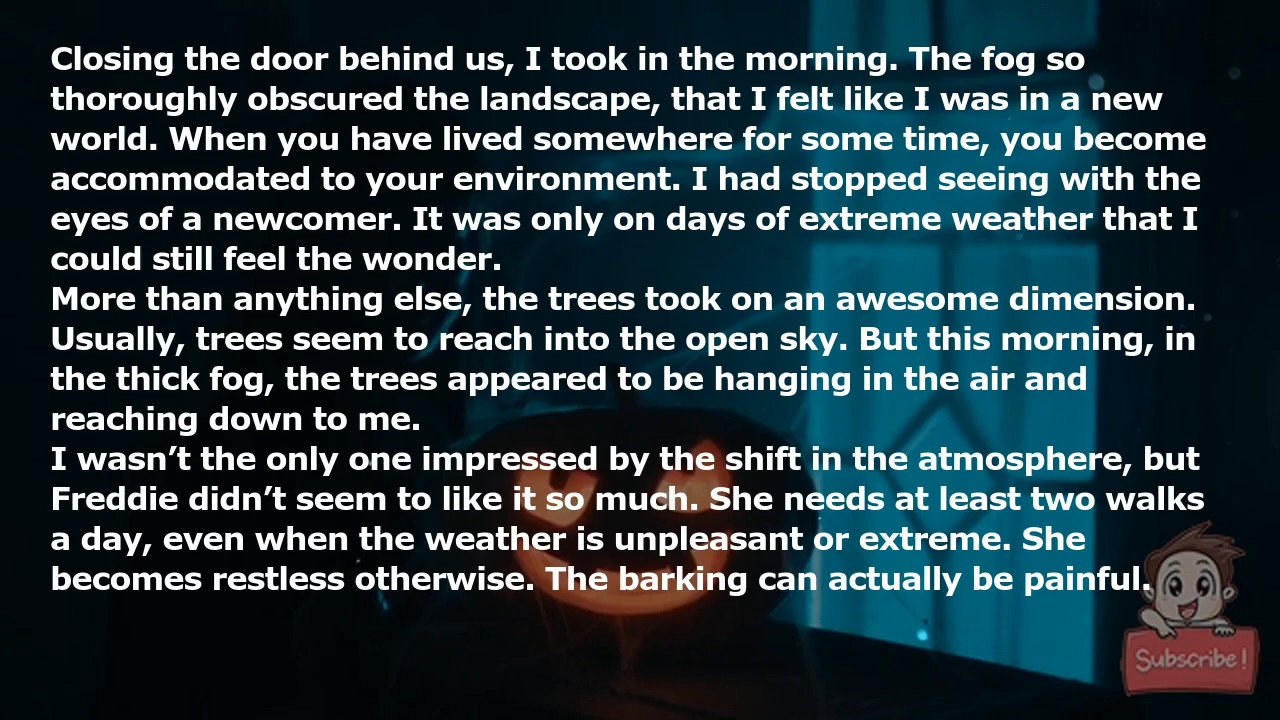 Closing the door behind us, I took in the morning. The fog so
thoroughly obscured the landscape, that I felt like I was in a new
world. When you have lived somewhere for some time, you become
accommodated to your environment. I had stopped seeing with the
eyes of a newcomer. It was only on days of extreme weather that I
could still feel the wonder.
More than anything else, the trees took on an awesome dimension.
Usually, trees seem to reach into the open sky. But this morning, in
the thick fog, the trees appeared to be hanging in the air and
reaching down to me.
I wasn’t the only one impressed by the shift in the atmosphere, but
Freddie didn’t seem to like it so much. She needs at least two walks
a day, even when the weather is unpleasant or extreme. She
becomes restless otherwise. The barking can actually be painful.
Subscribe!